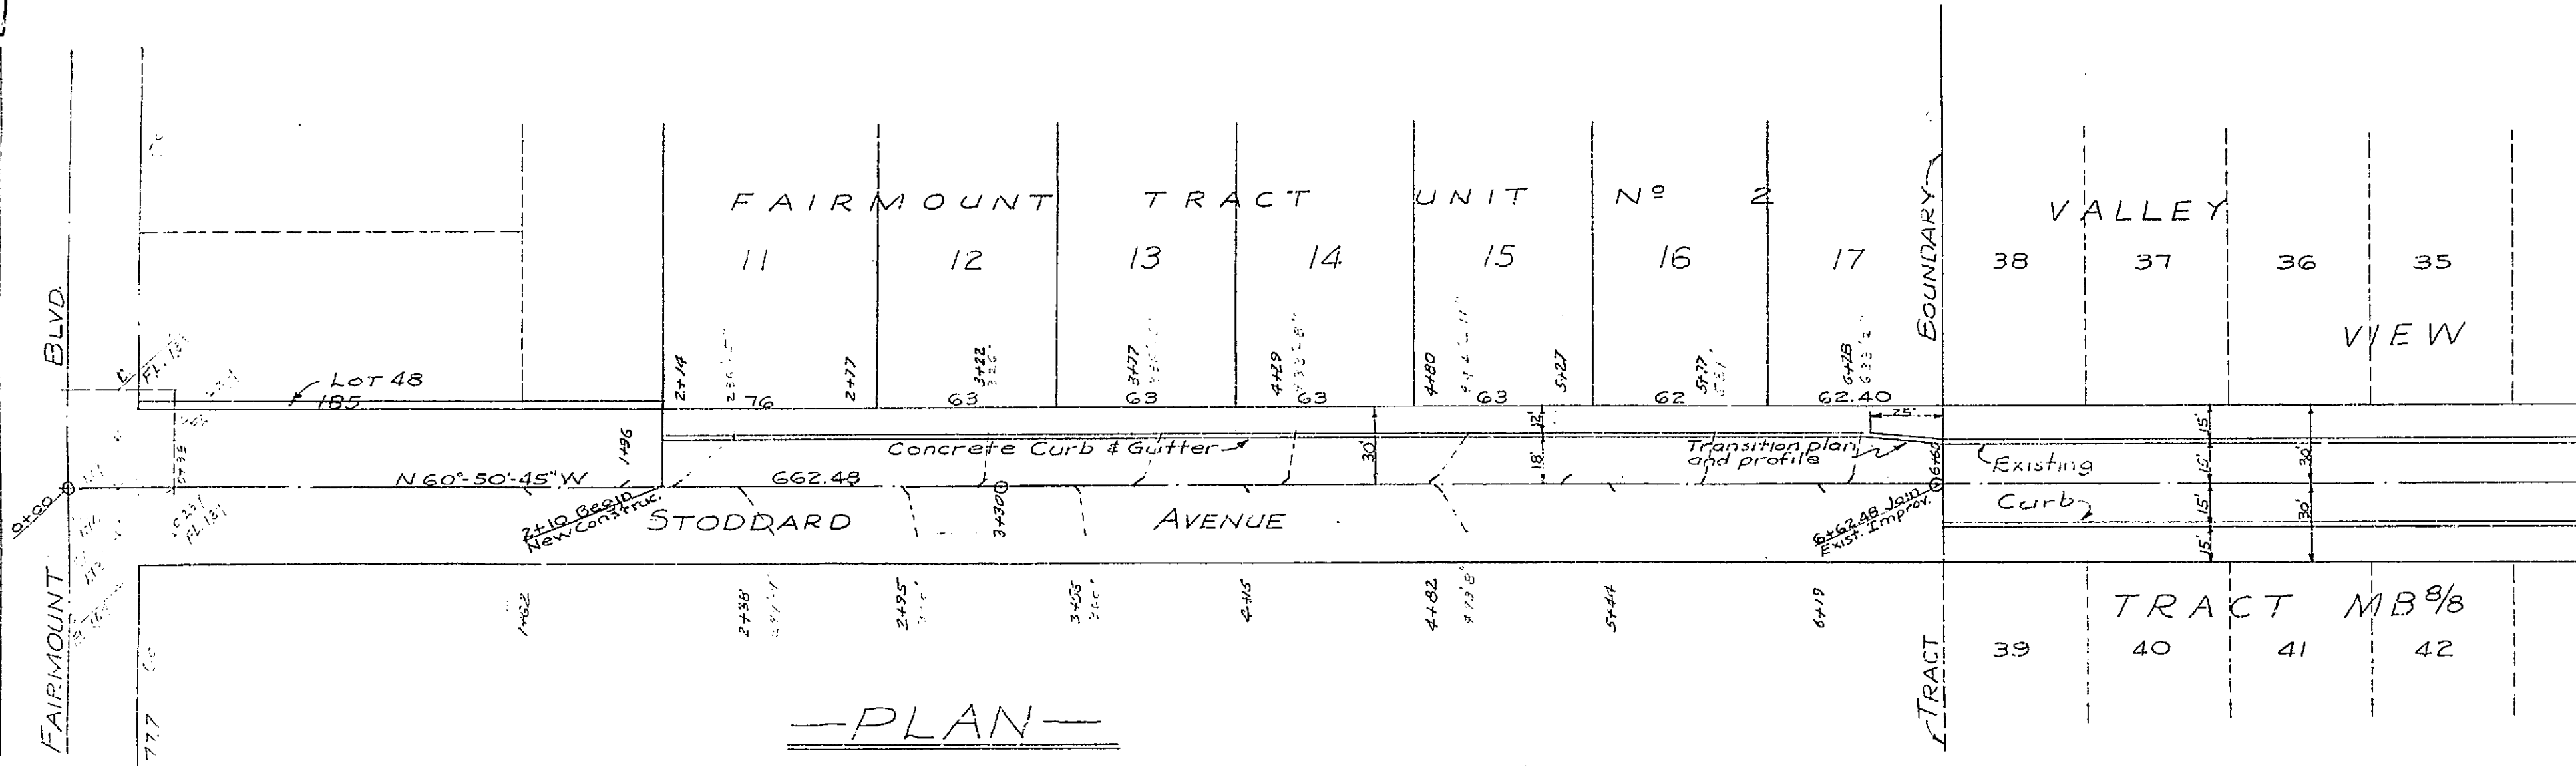 FAIRMOUNT TRACT UNIT Nº 2
11 12 13 14 15 16 17
VALLEY
38 37 36 35
VIEW
BOUNDARY
BLVD.
FAIRMOUNT
LOT 48
185 76 63 63 63 63 62 62.40
2+14 2+77 3+22 3+77 4+29 4+80 5+27 5+77 6+28
25'
1+96
Concrete Curb & Gutter
30'
12'
18'
Transition plan
and profile
15'
15'
30'
Existing
Curb
15'
15'
30'
0+00
N 60°-50'-45" W 662.48
2+10 Begin
New Construc.
STODDARD AVENUE
3+30
6+62.48 Join
Exist. Improv.
1+62 2+38 2+95 4+15 4+82 5+44 6+19
TRACT MB 8/8
39 40 41 42
TRACT
77.7
—PLAN—